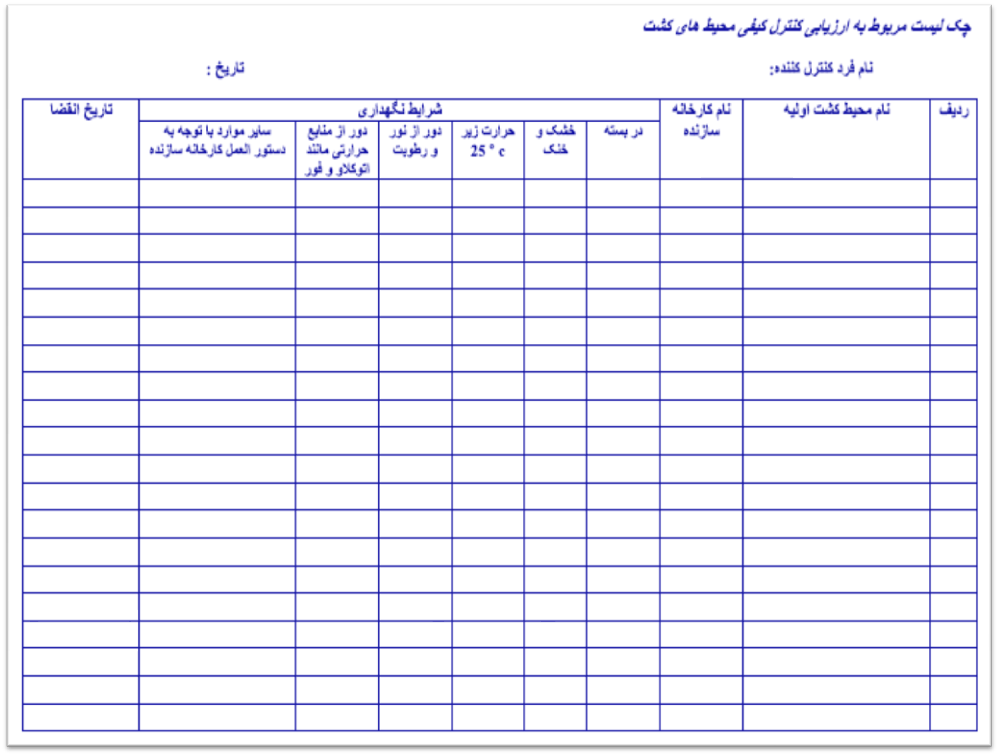 چک لیست مربوط به ارزیابی کنترل کیفی محیط های کشت
نام فرد کنترل کننده:
تاریخ :
ردیف
نام محیط کشت اولیه
نام کارخانه
سازنده
شرایط نگهداری
تاریخ انقضا
در بسته
خشک و
خنک
حرارت زیر
25 ° c
دور از نور
و رطوبت
دور از منابع
حرارتی مانند
اتوکلاو و فور
سایر موارد با توجه به
دستور العمل کارخانه سازنده